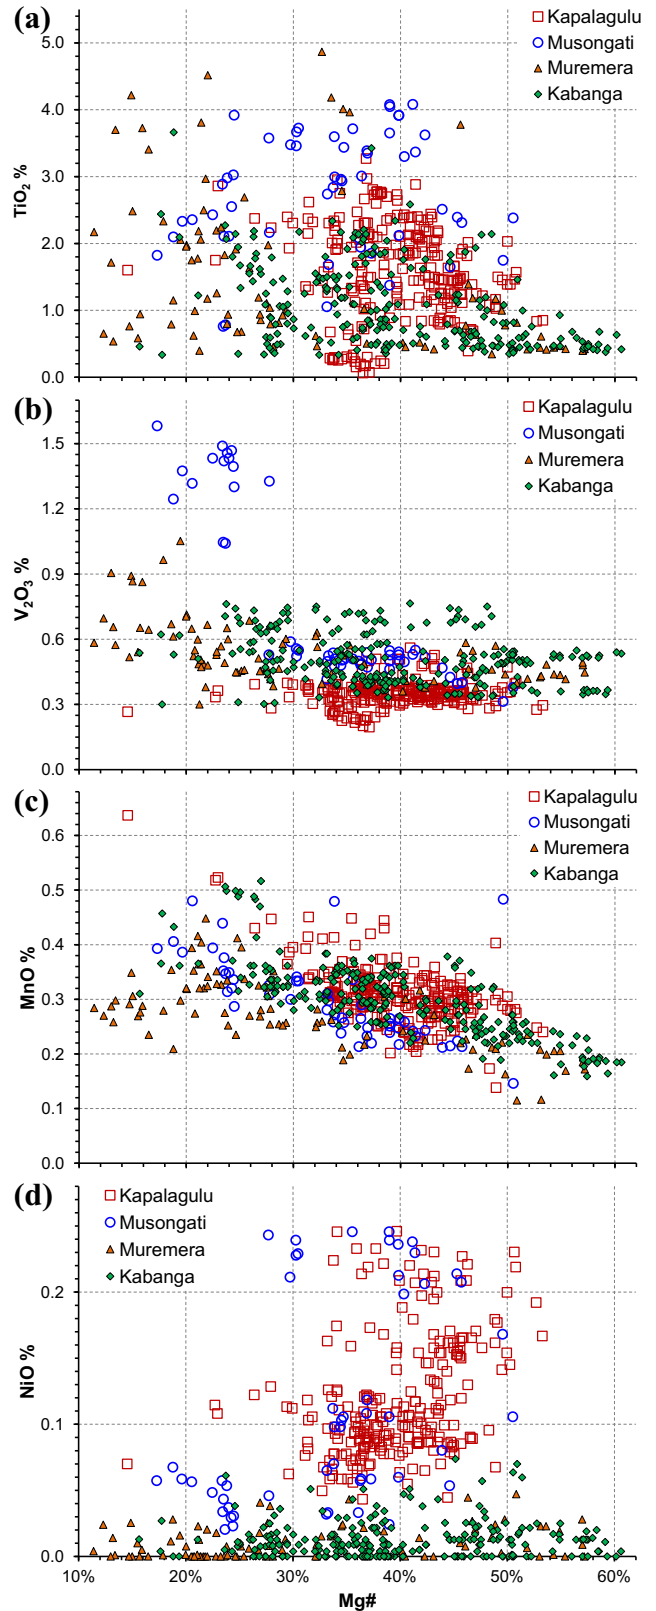 (a)
Kapalagulu
Musongati
Muremera
Kabanga
5.0
4.0
3.0
2.0
1.0
0.0
TiO₂ %
(b)
Kapalagulu
Musongati
Muremera
Kabanga
1.5
1.2
0.9
0.6
0.3
0.0
V₂O₃ %
(c)
Kapalagulu
Musongati
Muremera
Kabanga
0.6
0.5
0.4
0.3
0.2
0.1
0.0
MnO %
(d)
Kapalagulu
Musongati
Muremera
Kabanga
0.2
0.1
0.0
NiO %
10% 20% 30% 40% 50% 60%
Mg#